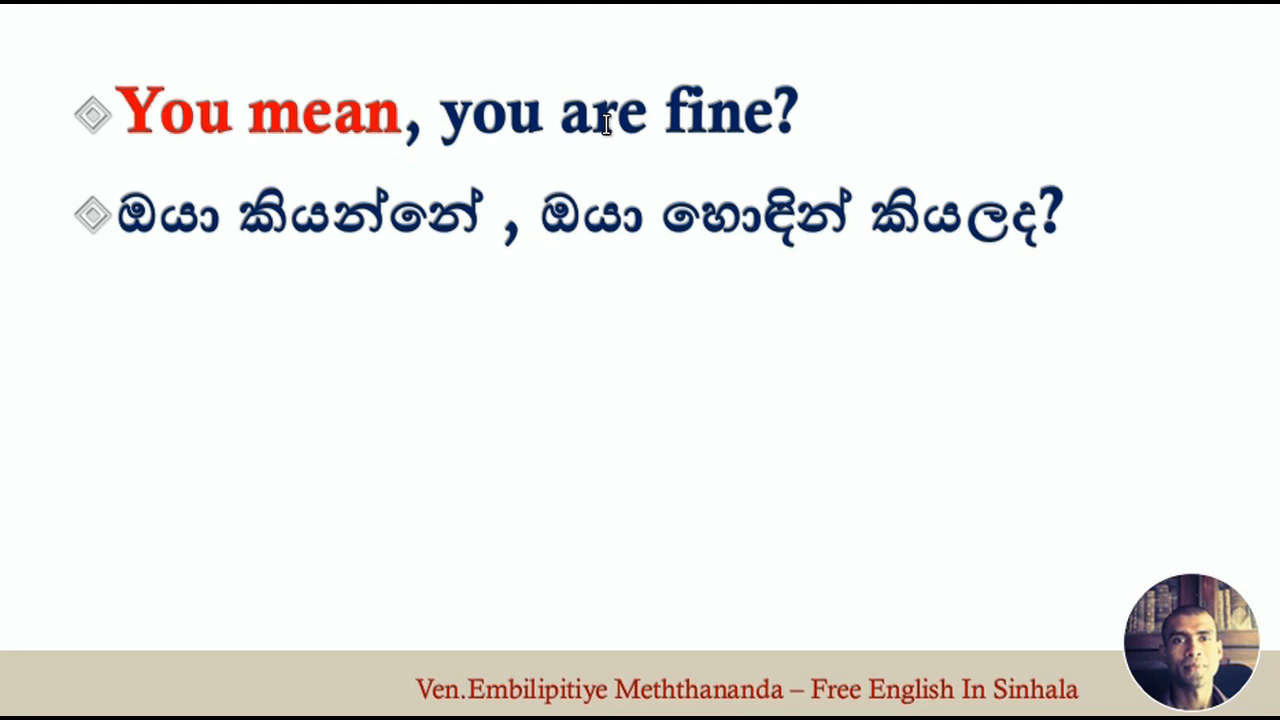 You mean, you are fine?
ඔයා කියන්නේ , ඔයා හොඳින් කියලද?
Ven.Embilipitiye Meththananda – Free English In Sinhala